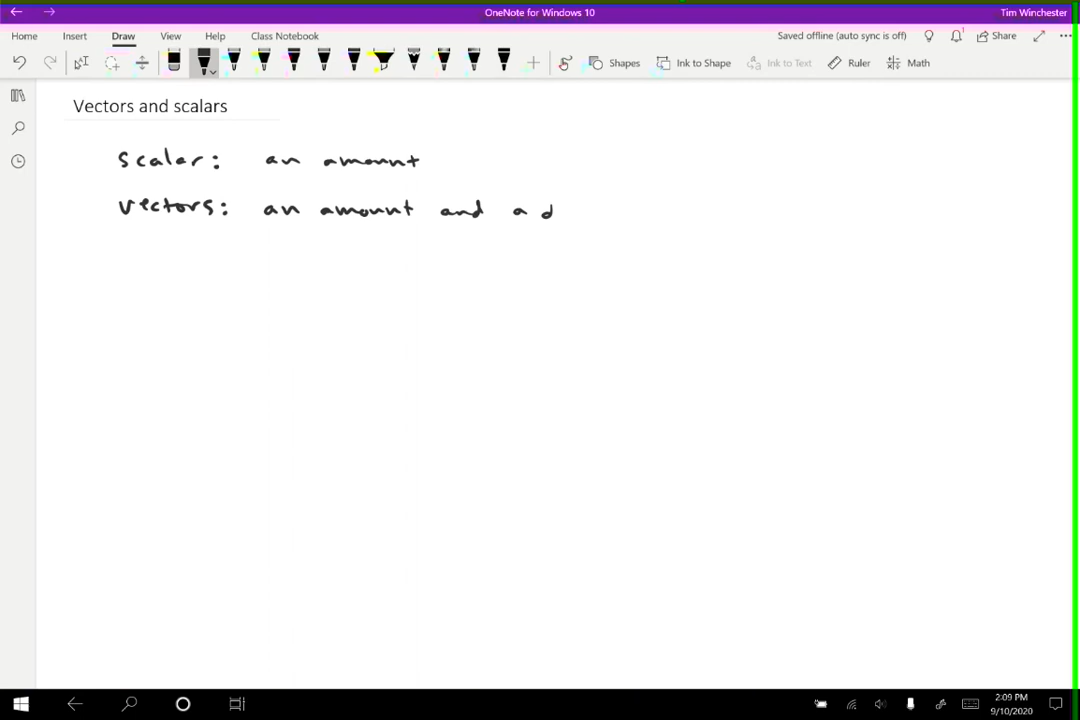 OneNote for Windows 10
Tim Winchester
Home Insert Draw View Help Class Notebook
Saved offline (auto sync is off) Share
Shapes Ink to Shape Ink to Text Ruler Math
Vectors and scalars
scalar: an amount
vectors: an amount and a d
2:09 PM
9/10/2020